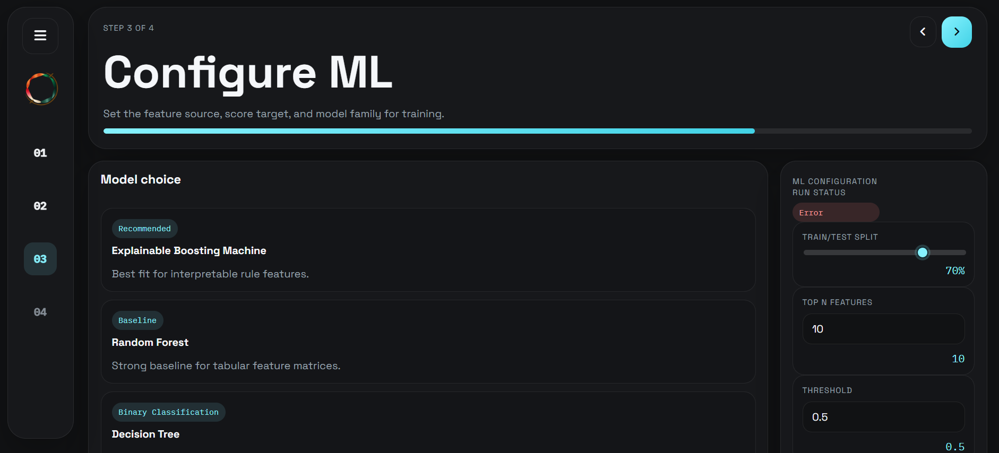 STEP 3 OF 4
Configure ML
Set the feature source, score target, and model family for training.
01
02
03
04
Model choice
Recommended
Explainable Boosting Machine
Best fit for interpretable rule features.
Baseline
Random Forest
Strong baseline for tabular feature matrices.
Binary Classification
Decision Tree
ML CONFIGURATION
RUN STATUS
Error
TRAIN/TEST SPLIT
70%
TOP N FEATURES
10
10
THRESHOLD
0.5
0.5